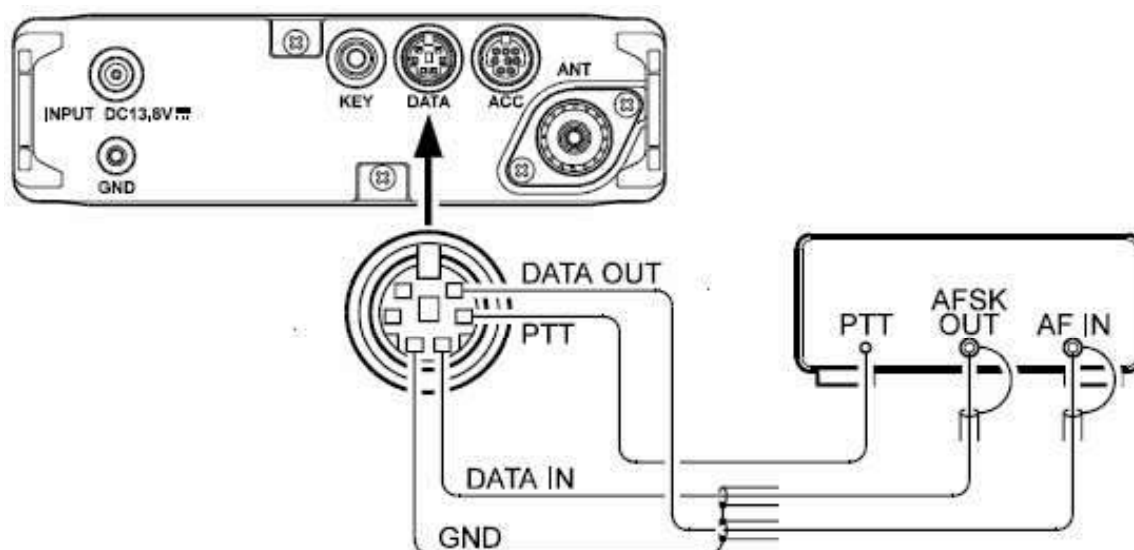 KEY
DATA
ACC
ANT
INPUT DC13,8V
GND
DATA OUT
PTT
PTT
AFSK
OUT
AF IN
DATA IN
GND